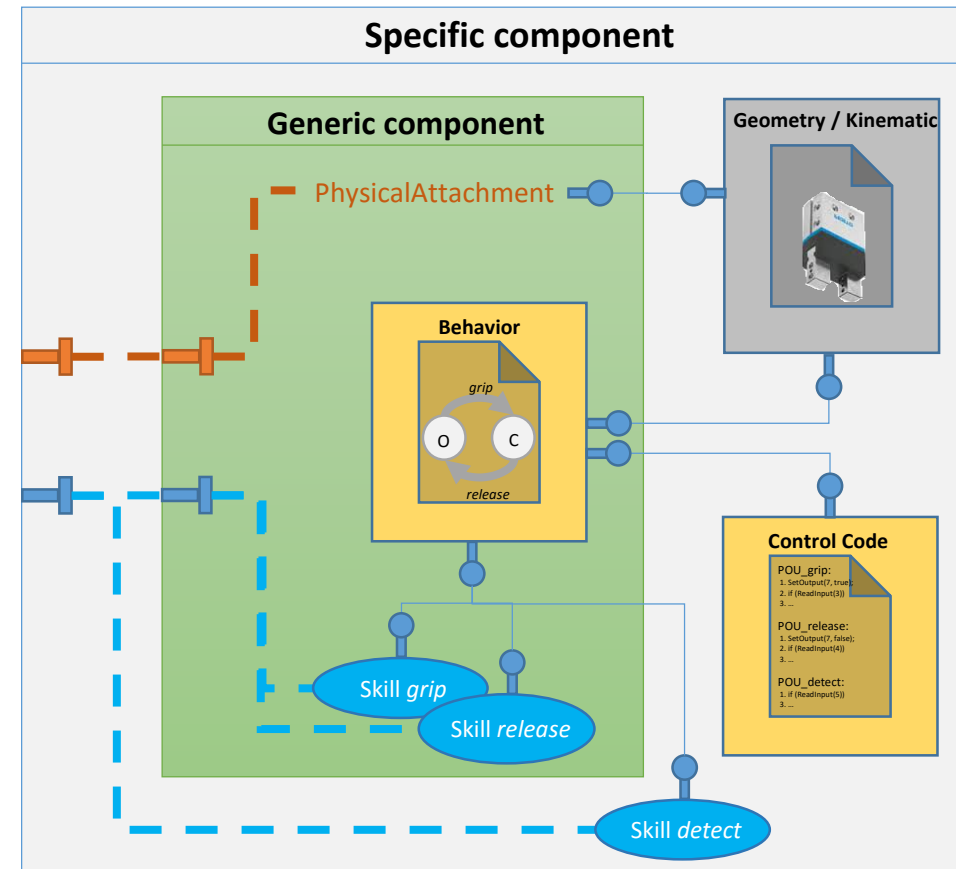 Specific component
Generic component
Geometry / Kinematic
PhysicalAttachment
Behavior
grip
O
C
release
Control Code
POU_grip:
1. SetOutput(7, true);
2. if (ReadInput(3))
3. ...
POU_release:
1. SetOutput(7, false);
2. if (ReadInput(4))
3. ...
POU_detect:
1. if (ReadInput(5))
3. ...
Skill grip
Skill release
Skill detect